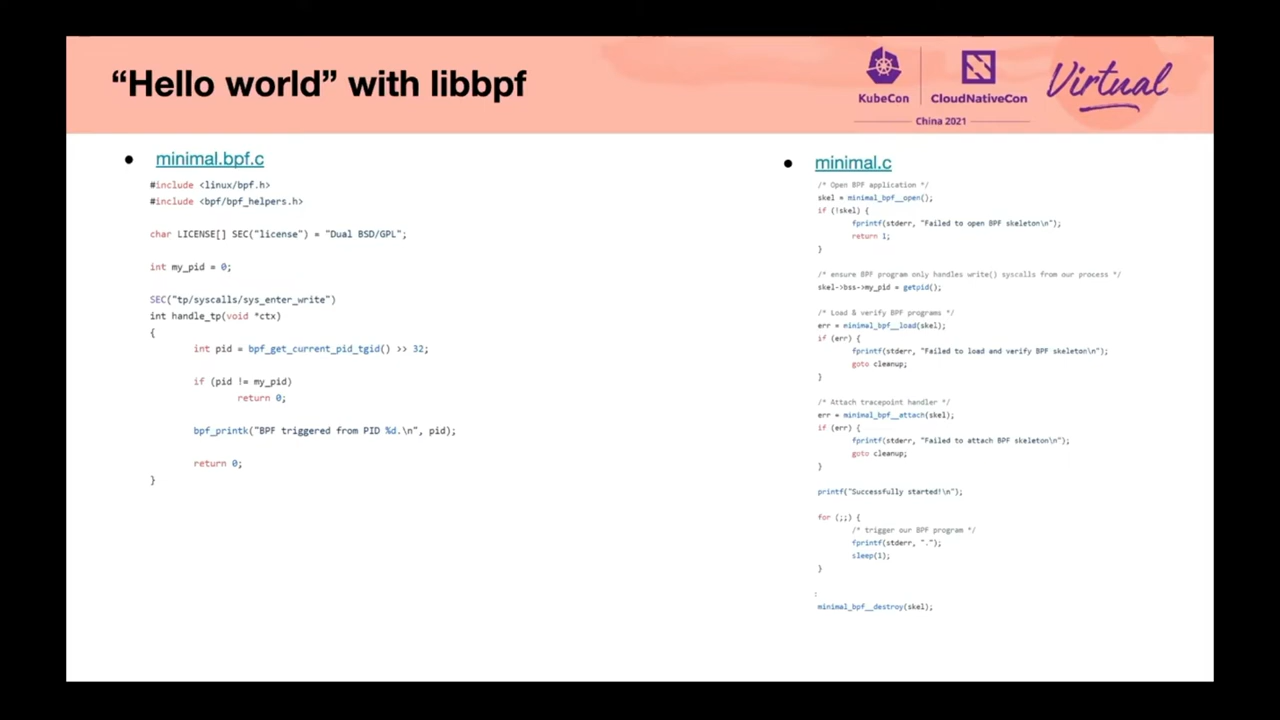 “Hello world” with libbpf
KubeCon
CloudNativeCon
Virtual
China 2021
minimal.bpf.c
#include <linux/bpf.h>
#include <bpf/bpf_helpers.h>
char LICENSE[] SEC("license") = "Dual BSD/GPL";
int my_pid = 0;
SEC("tp/syscalls/sys_enter_write")
int handle_tp(void *ctx)
{
int pid = bpf_get_current_pid_tgid() >> 32;
if (pid != my_pid)
return 0;
bpf_printk("BPF triggered from PID %d.\n", pid);
return 0;
}
minimal.c
/* Open BPF application */
skel = minimal_bpf__open();
if (!skel) {
fprintf(stderr, "Failed to open BPF skeleton\n");
return 1;
}
/* ensure BPF program only handles write() syscalls from our process */
skel->bss->my_pid = getpid();
/* Load & verify BPF programs */
err = minimal_bpf__load(skel);
if (err) {
fprintf(stderr, "Failed to load and verify BPF skeleton\n");
goto cleanup;
}
/* Attach tracepoint handler */
err = minimal_bpf__attach(skel);
if (err) {
fprintf(stderr, "Failed to attach BPF skeleton\n");
goto cleanup;
}
printf("Successfully started!\n");
for (;;) {
/* trigger our BPF program */
fprintf(stderr, ".");
sleep(1);
}
:
minimal_bpf__destroy(skel);